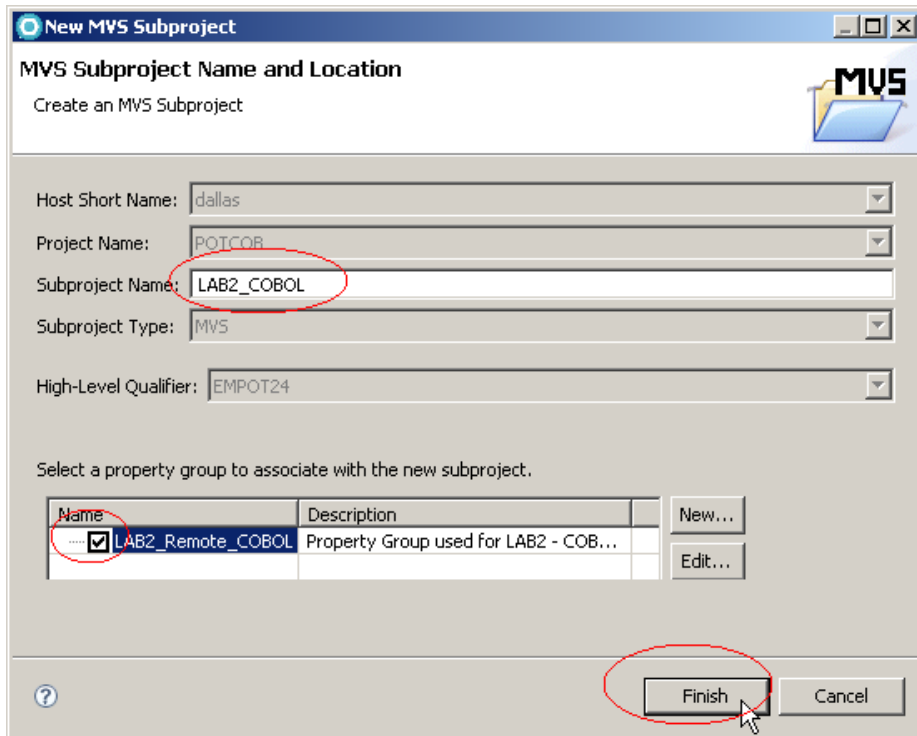 New MVS Subproject
MVS Subproject Name and Location
Create an MVS Subproject
MVS
Host Short Name: dallas
Project Name: POTCOB
Subproject Name: LAB2_COBOL
Subproject Type: MVS
High-Level Qualifier: EMPOT24
Select a property group to associate with the new subproject.
Name Description New...
LAB2_Remote_COBOL Property Group used for LAB2 - COB...
Edit...
? Finish Cancel